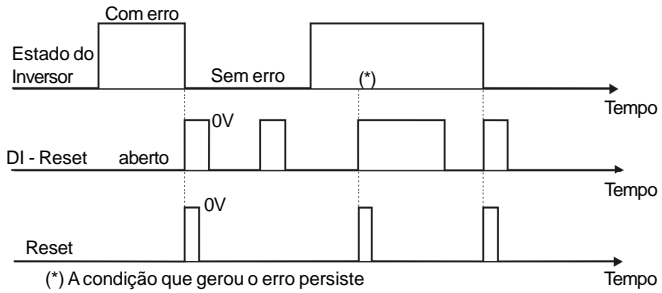 Com erro
Estado do
Inversor
Sem erro
(*)
Tempo
0V
DI - Reset
aberto
Tempo
0V
Reset
(*) A condição que gerou o erro persiste
Tempo